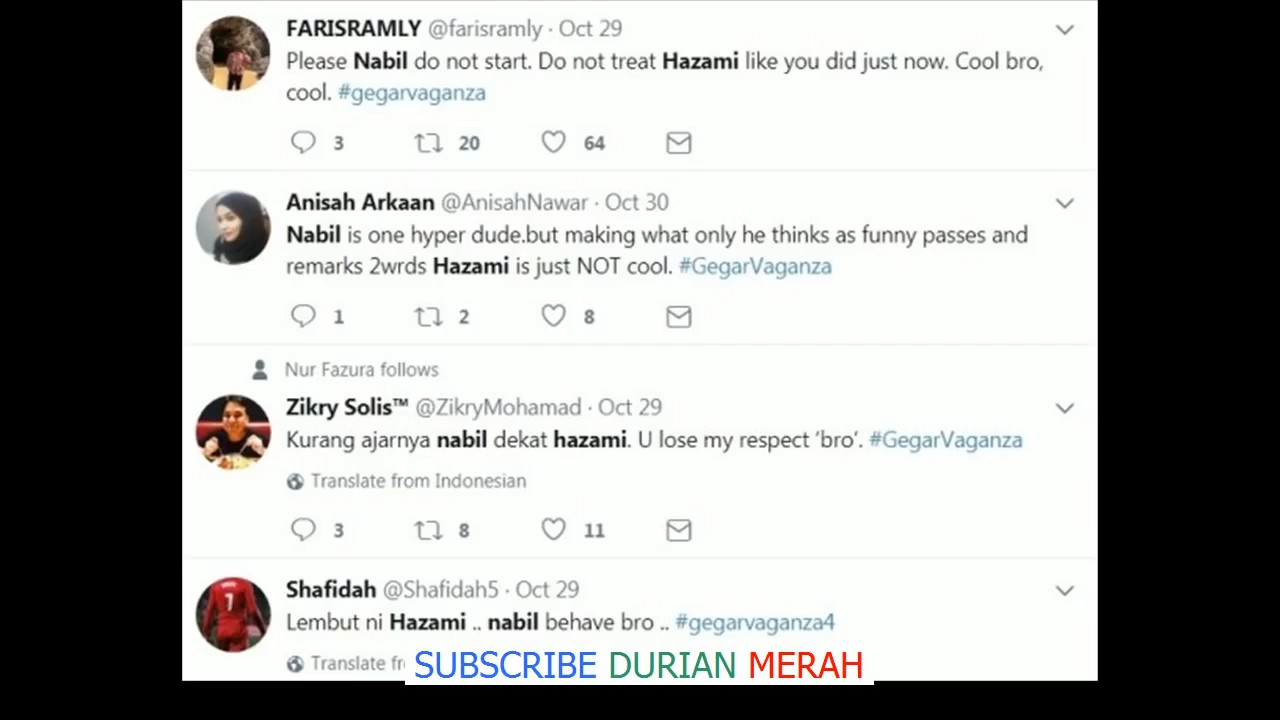 FARISRAMLY @farisramly · Oct 29
Please Nabil do not start. Do not treat Hazami like you did just now. Cool bro,
cool. #gegarvaganza
3 20 64
Anisah Arkaan @AnisahNawar · Oct 30
Nabil is one hyper dude.but making what only he thinks as funny passes and
remarks 2wrds Hazami is just NOT cool. #GegarVaganza
1 2 8
Nur Fazura follows
Zikry Solis™ @ZikryMohamad · Oct 29
Kurang ajarnya nabil dekat hazami. U lose my respect ‘bro’. #GegarVaganza
Translate from Indonesian
3 8 11
Shafidah @Shafidah5 · Oct 29
Lembut ni Hazami .. nabil behave bro .. #gegarvaganza4
Translate fr
SUBSCRIBE DURIAN MERAH